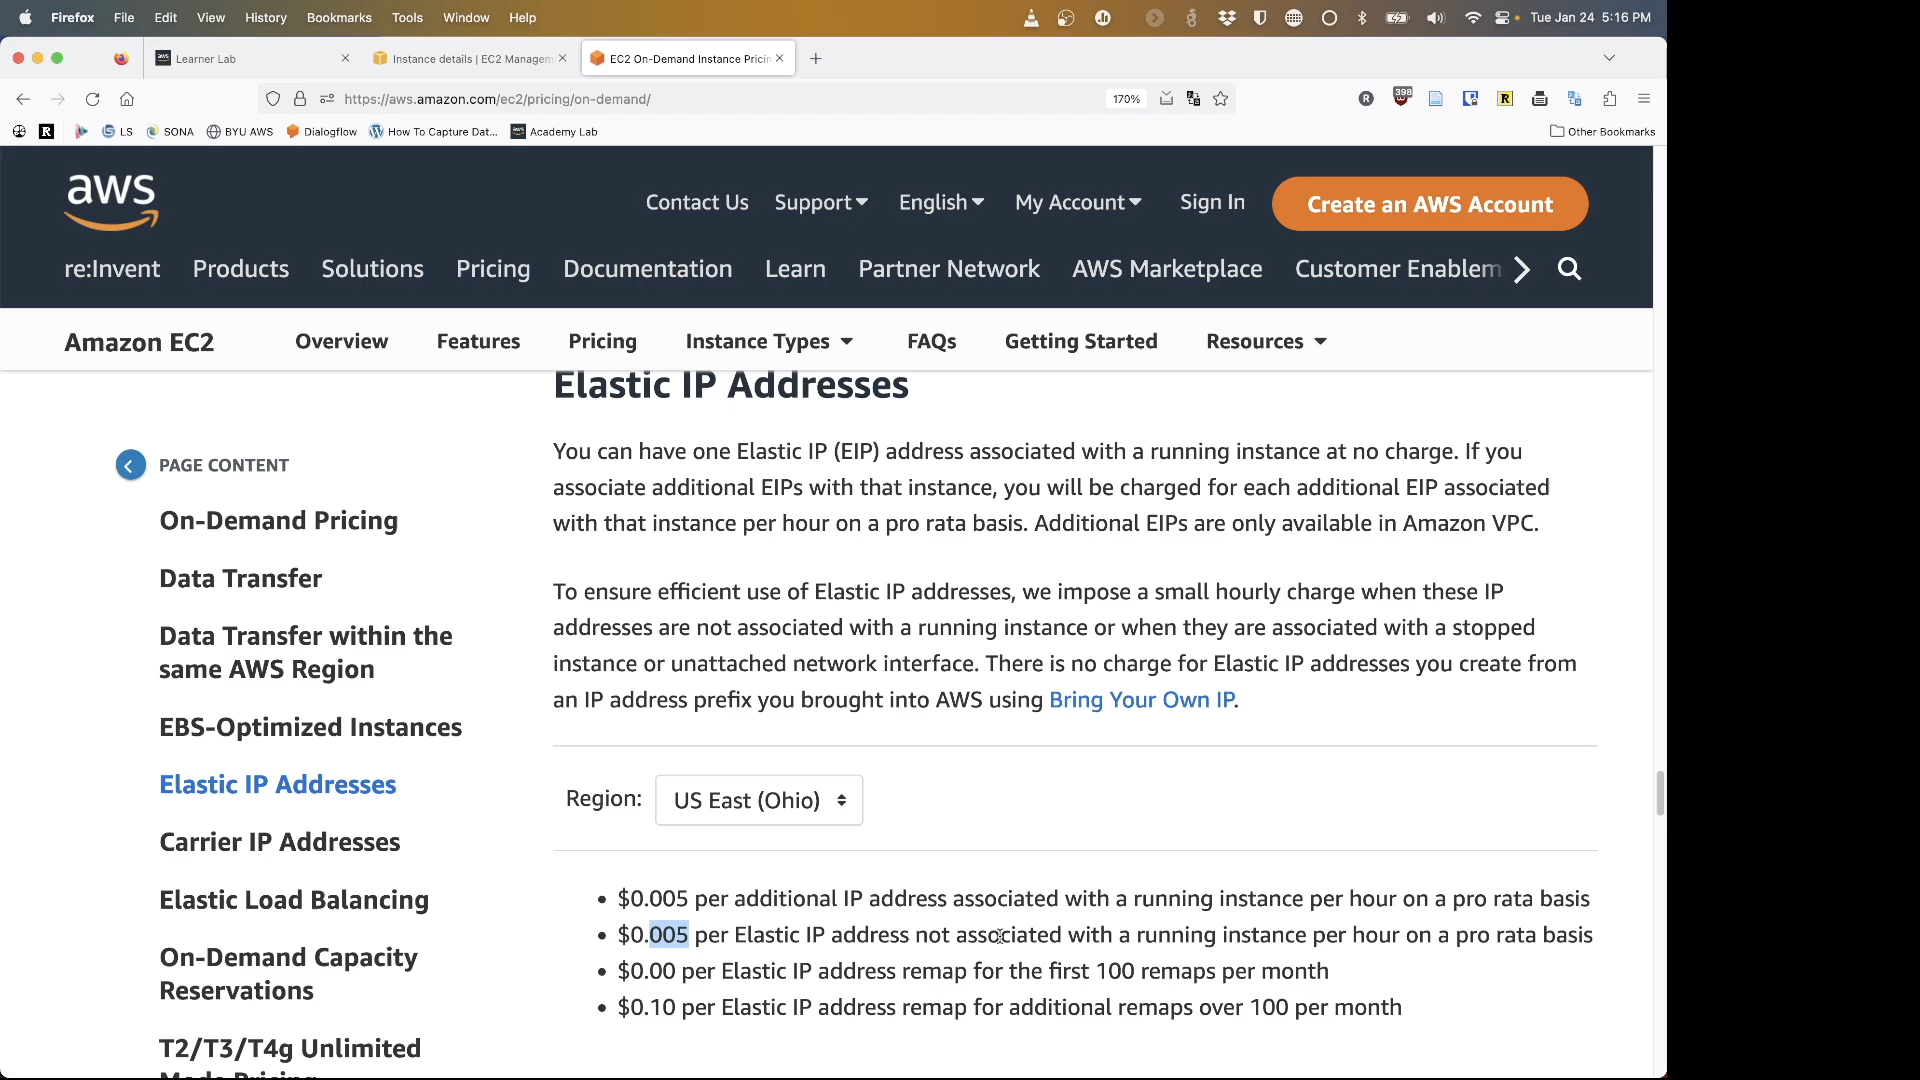 Firefox File Edit View History Bookmarks Tools Window Help Tue Jan 24 5:16 PM
Learner Lab Instance details | EC2 Managem EC2 On-Demand Instance Pricin
https://aws.amazon.com/ec2/pricing/on-demand/ 170% 398
LS SONA BYU AWS Dialogflow How To Capture Dat... Academy Lab Other Bookmarks
aws
Contact Us Support English My Account Sign In Create an AWS Account
re:Invent Products Solutions Pricing Documentation Learn Partner Network AWS Marketplace Customer Enablem
Amazon EC2 Overview Features Pricing Instance Types FAQs Getting Started Resources
PAGE CONTENT
On-Demand Pricing
Data Transfer
Data Transfer within the
same AWS Region
EBS-Optimized Instances
Elastic IP Addresses
Carrier IP Addresses
Elastic Load Balancing
On-Demand Capacity
Reservations
T2/T3/T4g Unlimited
Mode Pricing
Elastic IP Addresses
You can have one Elastic IP (EIP) address associated with a running instance at no charge. If you
associate additional EIPs with that instance, you will be charged for each additional EIP associated
with that instance per hour on a pro rata basis. Additional EIPs are only available in Amazon VPC.
To ensure efficient use of Elastic IP addresses, we impose a small hourly charge when these IP
addresses are not associated with a running instance or when they are associated with a stopped
instance or unattached network interface. There is no charge for Elastic IP addresses you create from
an IP address prefix you brought into AWS using Bring Your Own IP.
Region: US East (Ohio)
• $0.005 per additional IP address associated with a running instance per hour on a pro rata basis
• $0.005 per Elastic IP address not associated with a running instance per hour on a pro rata basis
• $0.00 per Elastic IP address remap for the first 100 remaps per month
• $0.10 per Elastic IP address remap for additional remaps over 100 per month